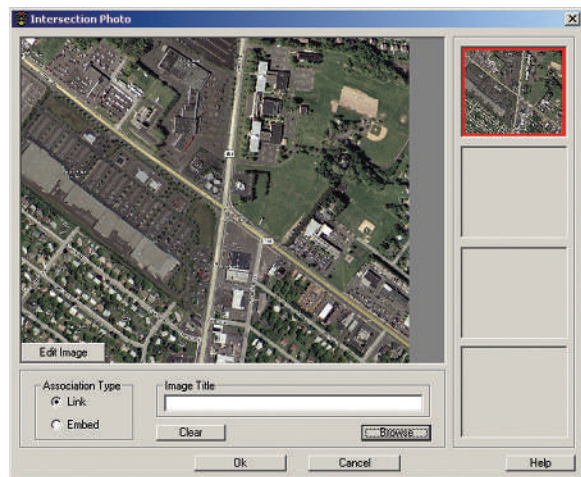 Intersection Photo
Edit Image
Association Type
Link
Embed
Image Title
Clear
Browse
Ok
Cancel
Help